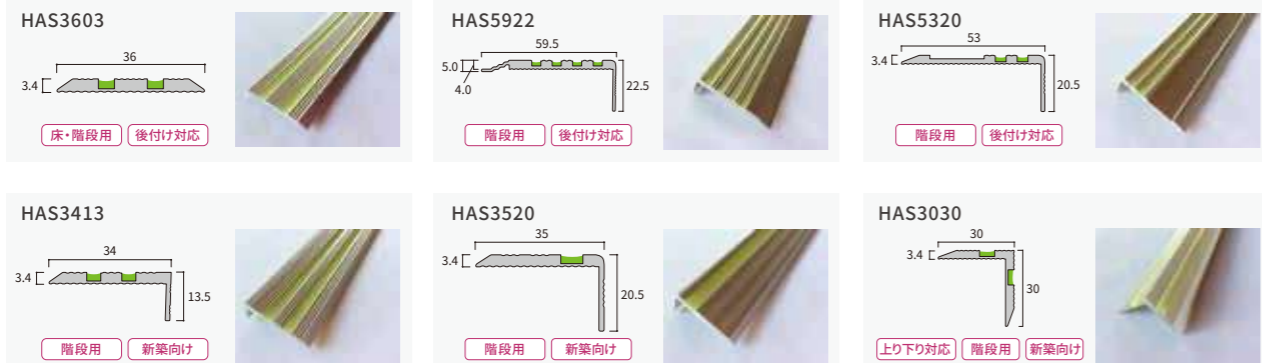 HAS3603
36
3.4
床・階段用 後付け対応
HAS5922
59.5
5.0
4.0
22.5
階段用 後付け対応
HAS5320
53
3.4
20.5
階段用 後付け対応
HAS3413
34
3.4
13.5
階段用 新築向け
HAS3520
35
3.4
20.5
階段用 新築向け
HAS3030
30
3.4
30
上り下り対応 階段用 新築向け